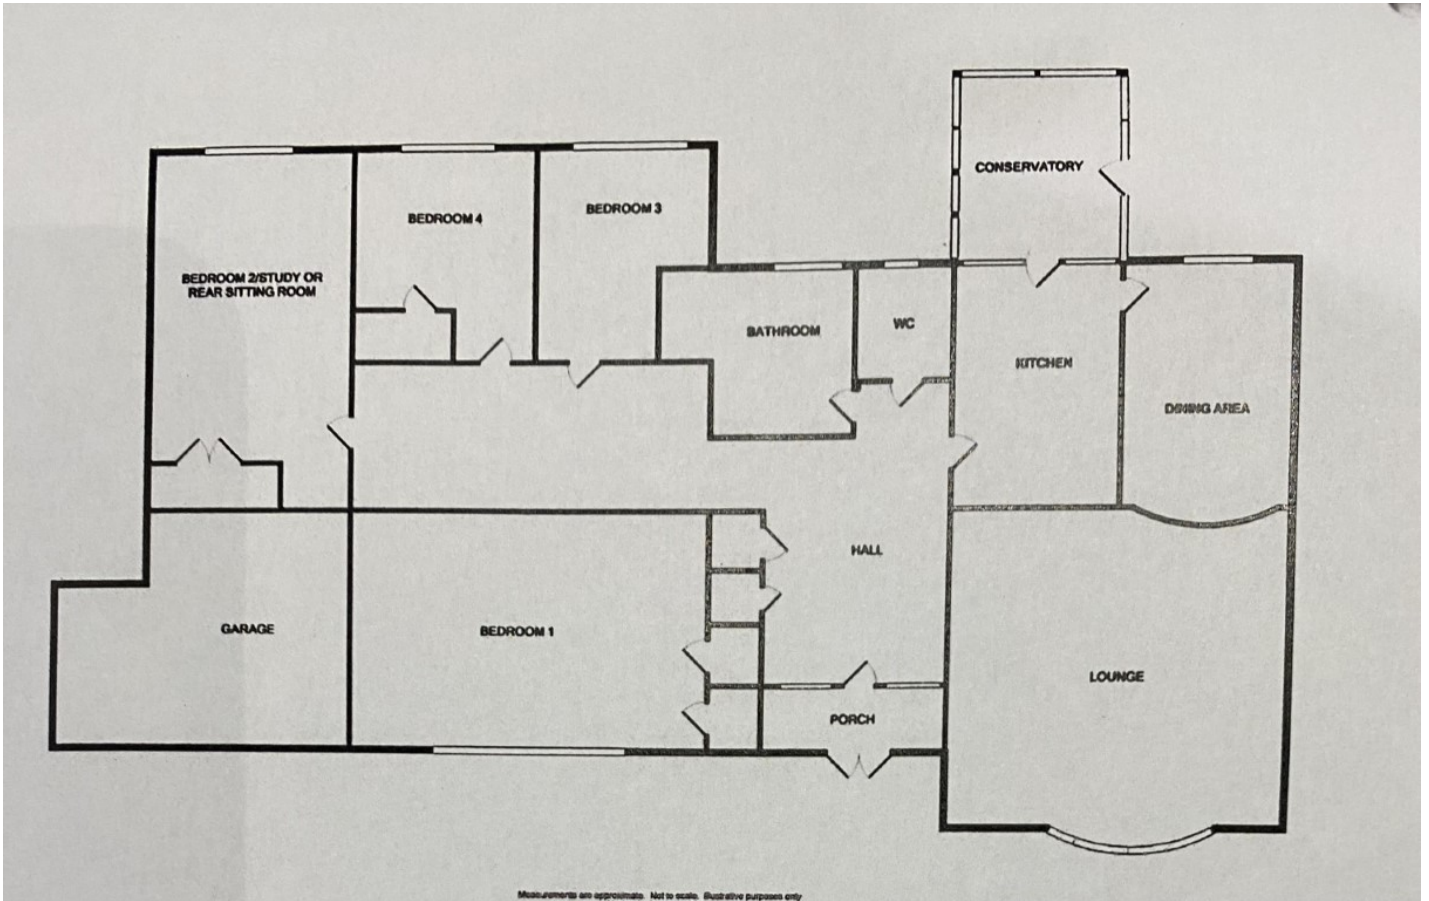 CONSERVATORY
BEDROOM 4
BEDROOM 3
BEDROOM 2/STUDY OR
REAR SITTING ROOM
BATHROOM
WC
KITCHEN
DINING AREA
HALL
GARAGE
BEDROOM 1
LOUNGE
PORCH
Measurements are approximate. Not to scale. Illustrative purposes only